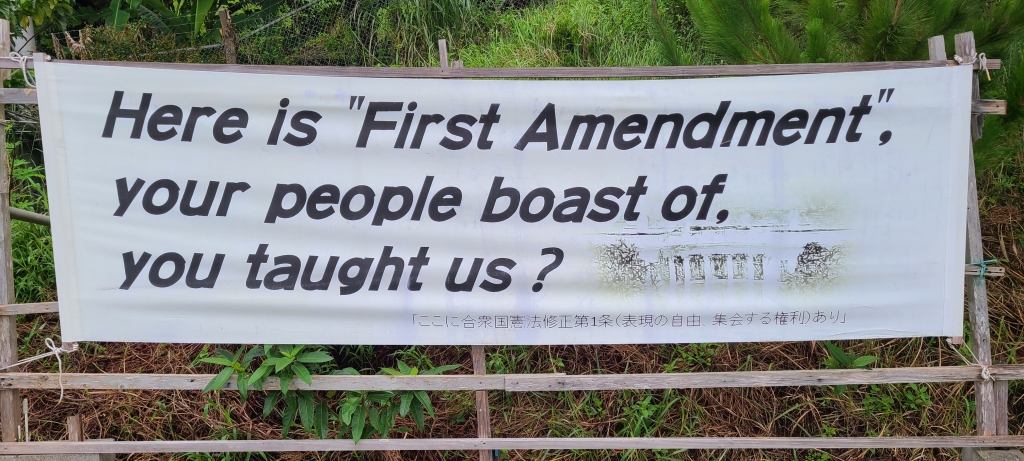 Here is "First Amendment",
your people boast of,
you taught us?
「ここに合衆国憲法修正第1条(表現の自由、集会する権利)あり」